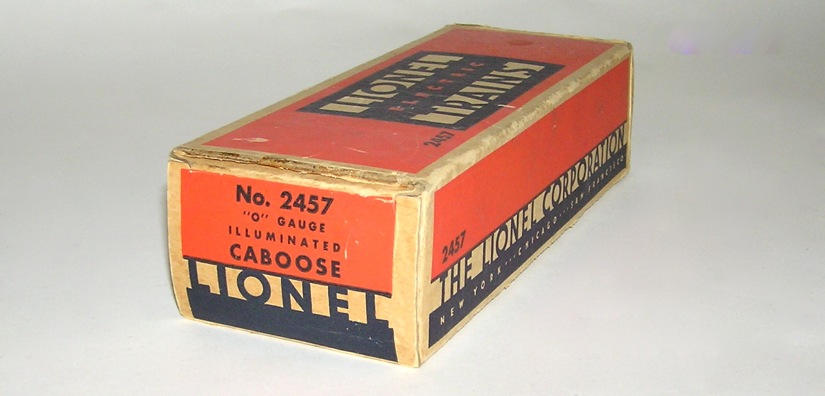 LIONEL
ELECTRIC
TRAINS
2457
No. 2457
"O" GAUGE
ILLUMINATED
CABOOSE
LIONEL
2457
THE LIONEL CORPORATION
NEW YORK...CHICAGO...SAN FRANCISCO